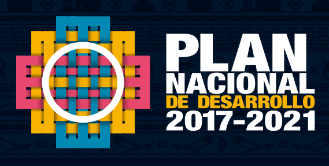 PLAN
NACIONAL
DE DESARROLLO
2017-2021